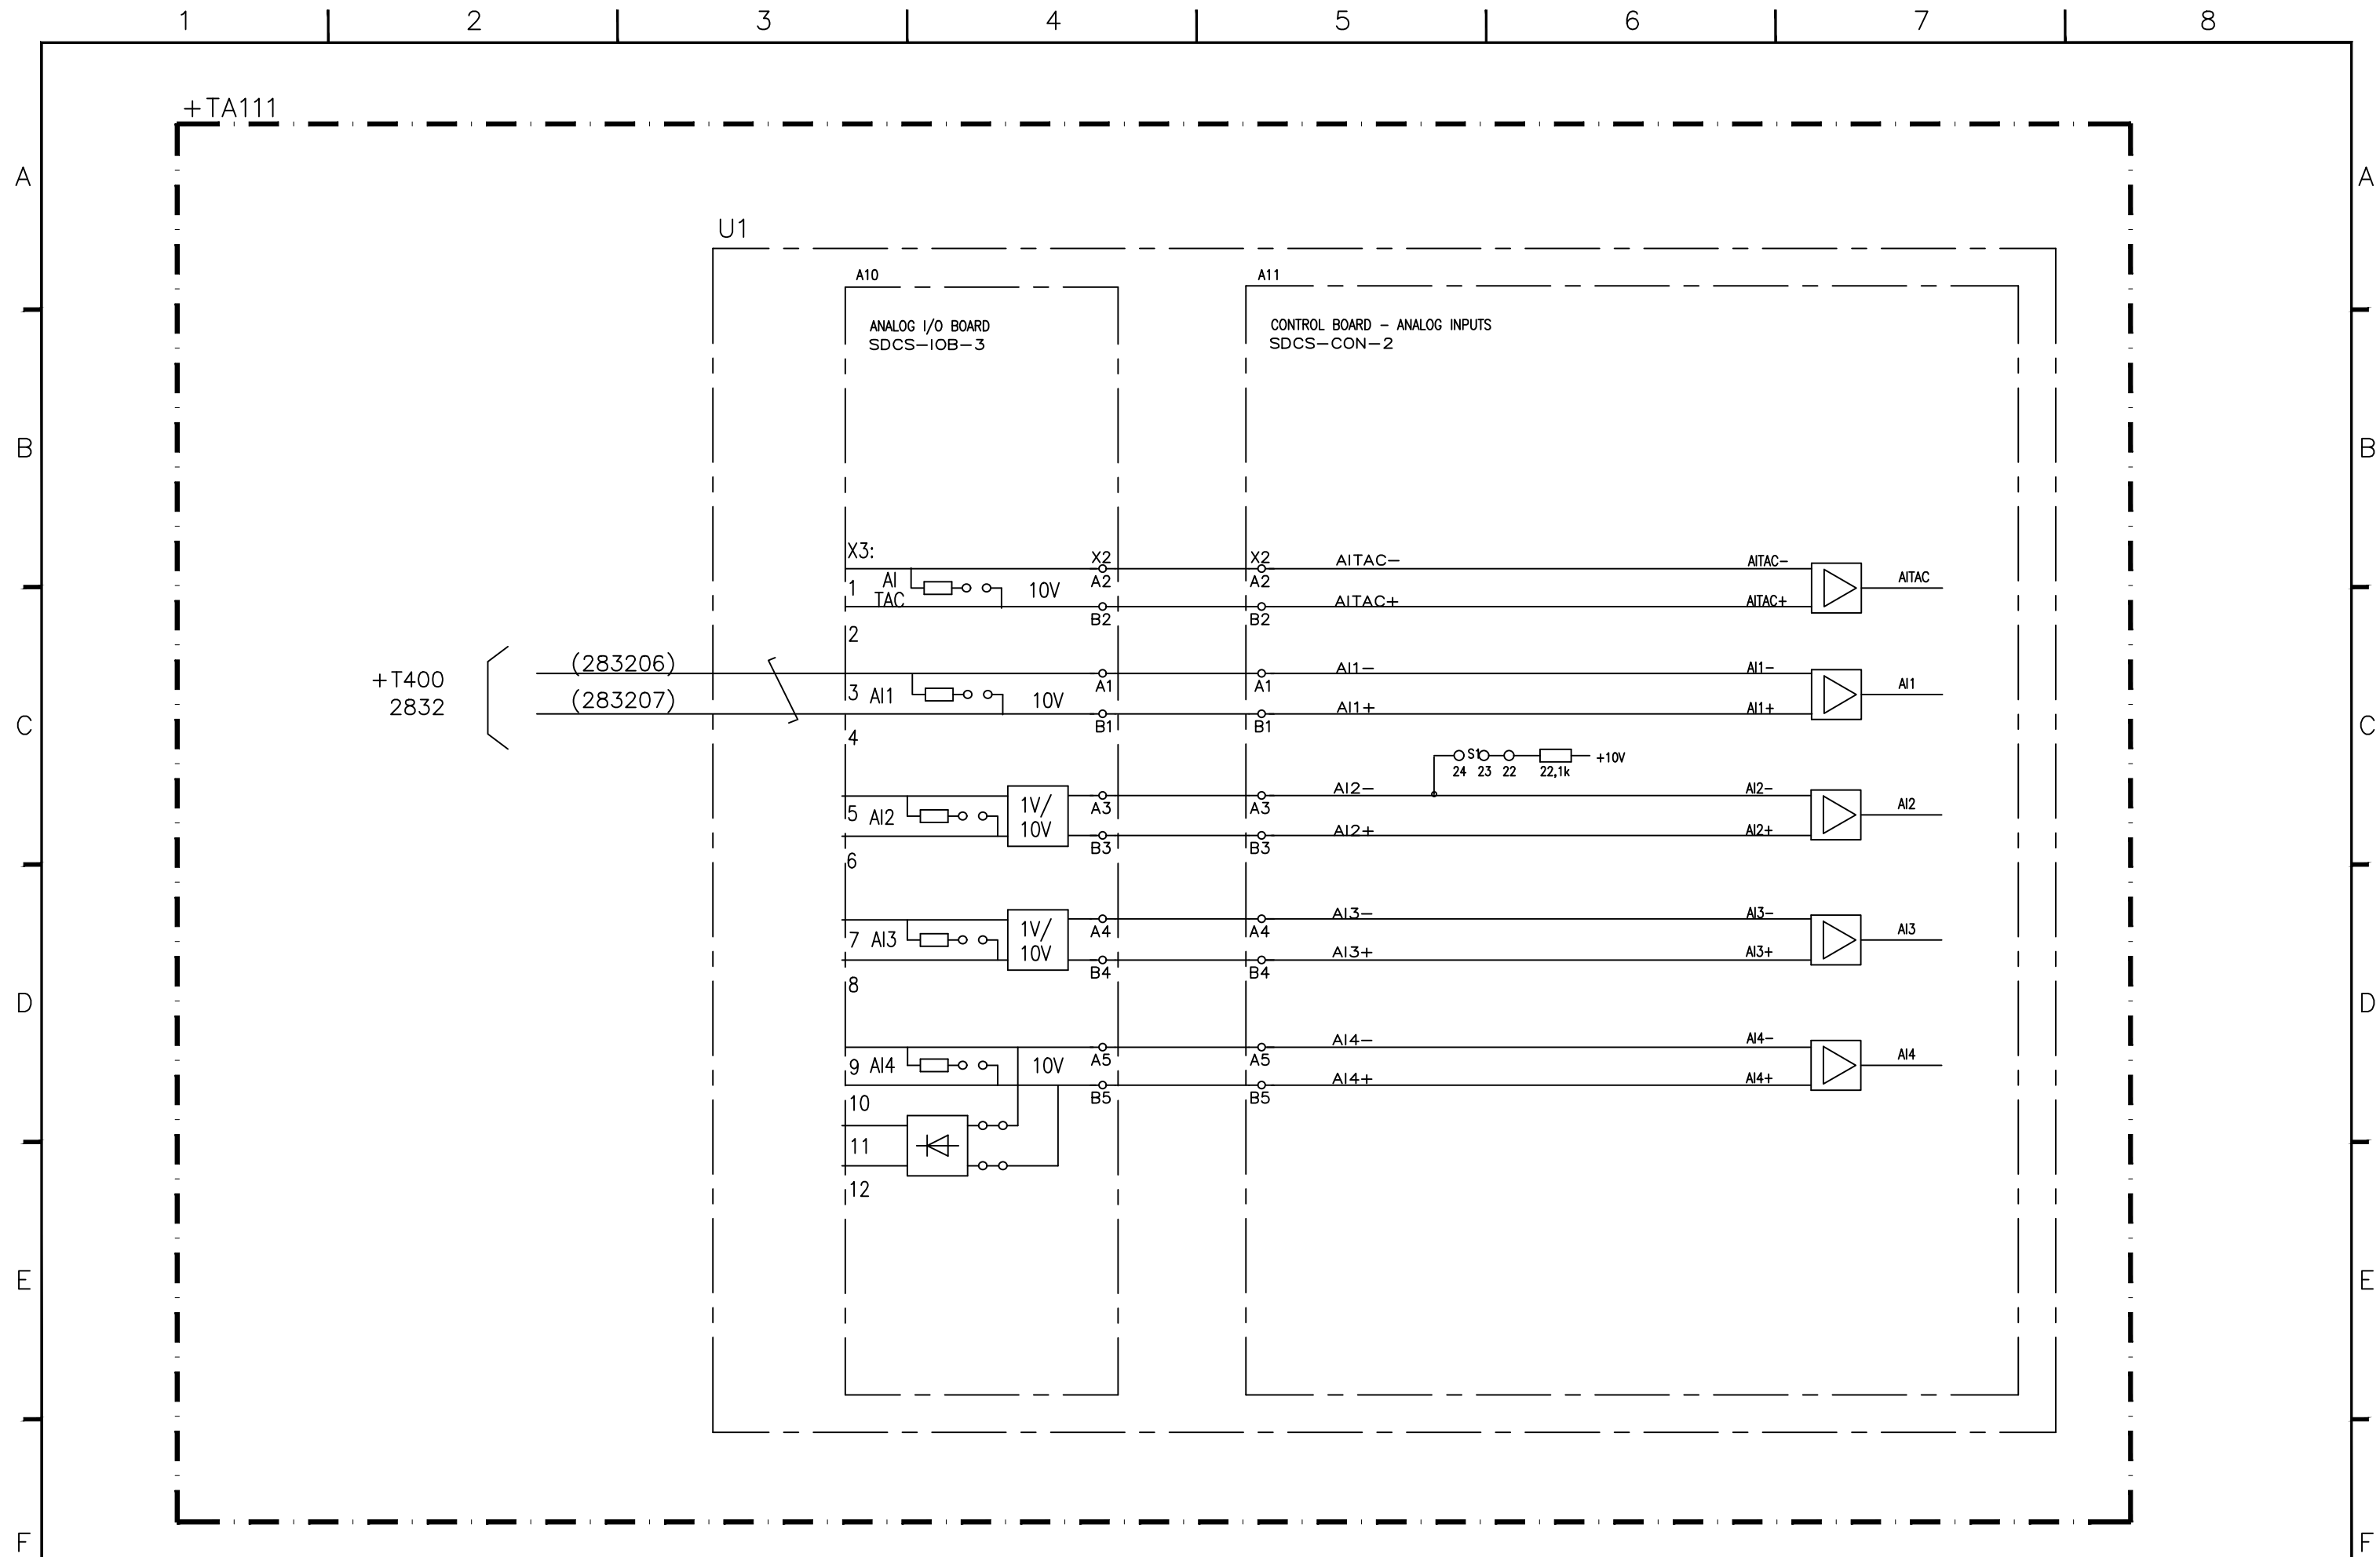 1 2 3 4 5 6 7 8
+TA111
A A
U1
A10 A11
ANALOG I/O BOARD
SDCS-IOB-3
CONTROL BOARD - ANALOG INPUTS
SDCS-CON-2
B B
X3: X2 X2 AITAC- AITAC-
1 AI TAC 10V A2 A2 AITAC
AITAC+ AITAC+
B2 B2
2
+T400
2832
(283206) AI1- AI1-
3 AI1 10V A1 A1 AI1
(283207) AI1+ AI1+
B1 B1
4
C C
S1 +10V
24 23 22 22,1k
AI2- AI2-
5 AI2 1V/ 10V A3 A3 AI2
AI2+ AI2+
B3 B3
6
AI3- AI3-
7 AI3 1V/ 10V A4 A4 AI3
AI3+ AI3+
B4 B4
8
D D
AI4- AI4-
9 AI4 10V A5 A5 AI4
AI4+ AI4+
B5 B5
10
11
12
E E
F F